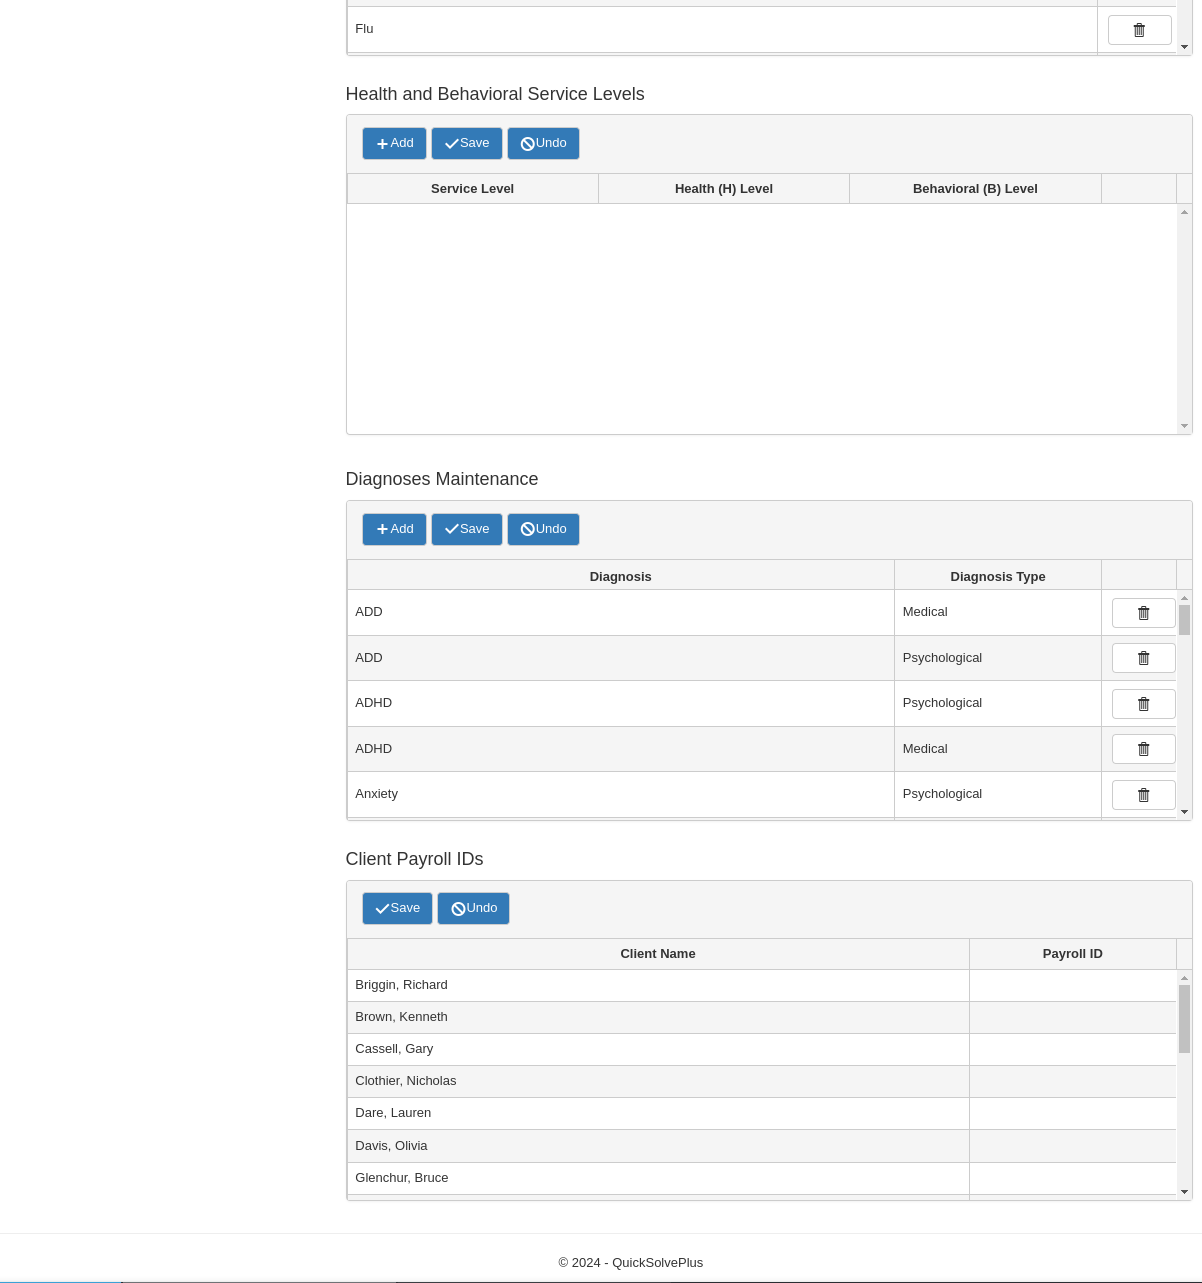 Flu
Health and Behavioral Service Levels
Add Save Undo
Service Level Health (H) Level Behavioral (B) Level
Diagnoses Maintenance
Add Save Undo
Diagnosis Diagnosis Type
ADD Medical
ADD Psychological
ADHD Psychological
ADHD Medical
Anxiety Psychological
Client Payroll IDs
Save Undo
Client Name Payroll ID
Briggin, Richard
Brown, Kenneth
Cassell, Gary
Clothier, Nicholas
Dare, Lauren
Davis, Olivia
Glenchur, Bruce
© 2024 - QuickSolvePlus